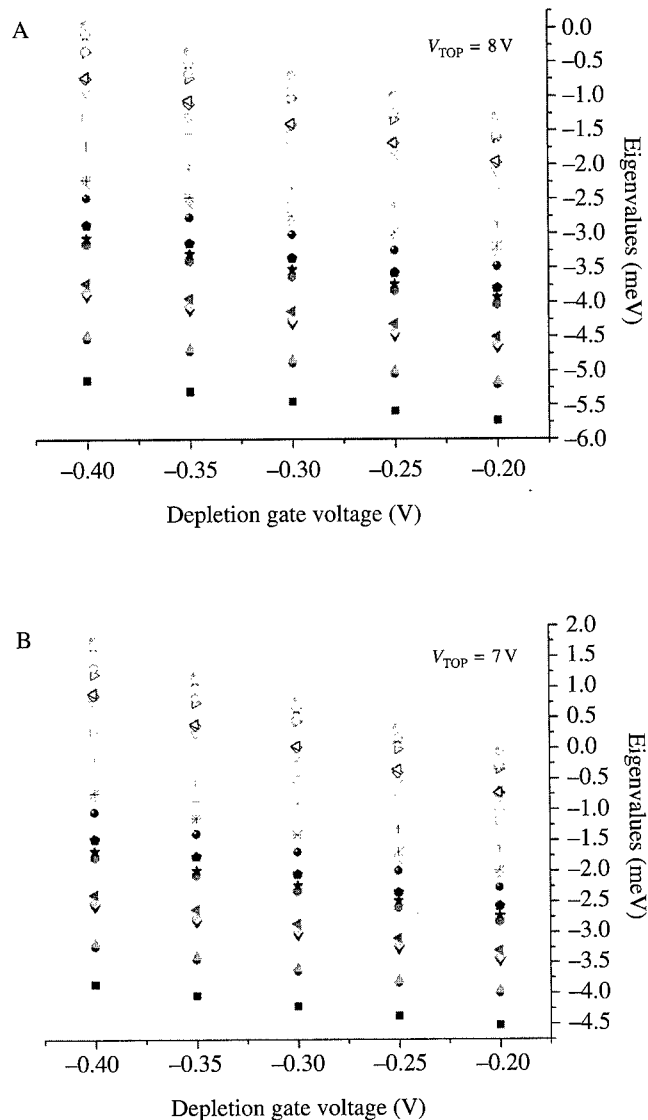 A
V_TOP = 8 V
0.0
−0.5
−1.0
−1.5
−2.0
−2.5
−3.0
−3.5
−4.0
−4.5
−5.0
−5.5
−6.0
Eigenvalues (meV)
−0.40 −0.35 −0.30 −0.25 −0.20
Depletion gate voltage (V)
B
V_TOP = 7 V
2.0
1.5
1.0
0.5
0.0
−0.5
−1.0
−1.5
−2.0
−2.5
−3.0
−3.5
−4.0
−4.5
Eigenvalues (meV)
−0.40 −0.35 −0.30 −0.25 −0.20
Depletion gate voltage (V)